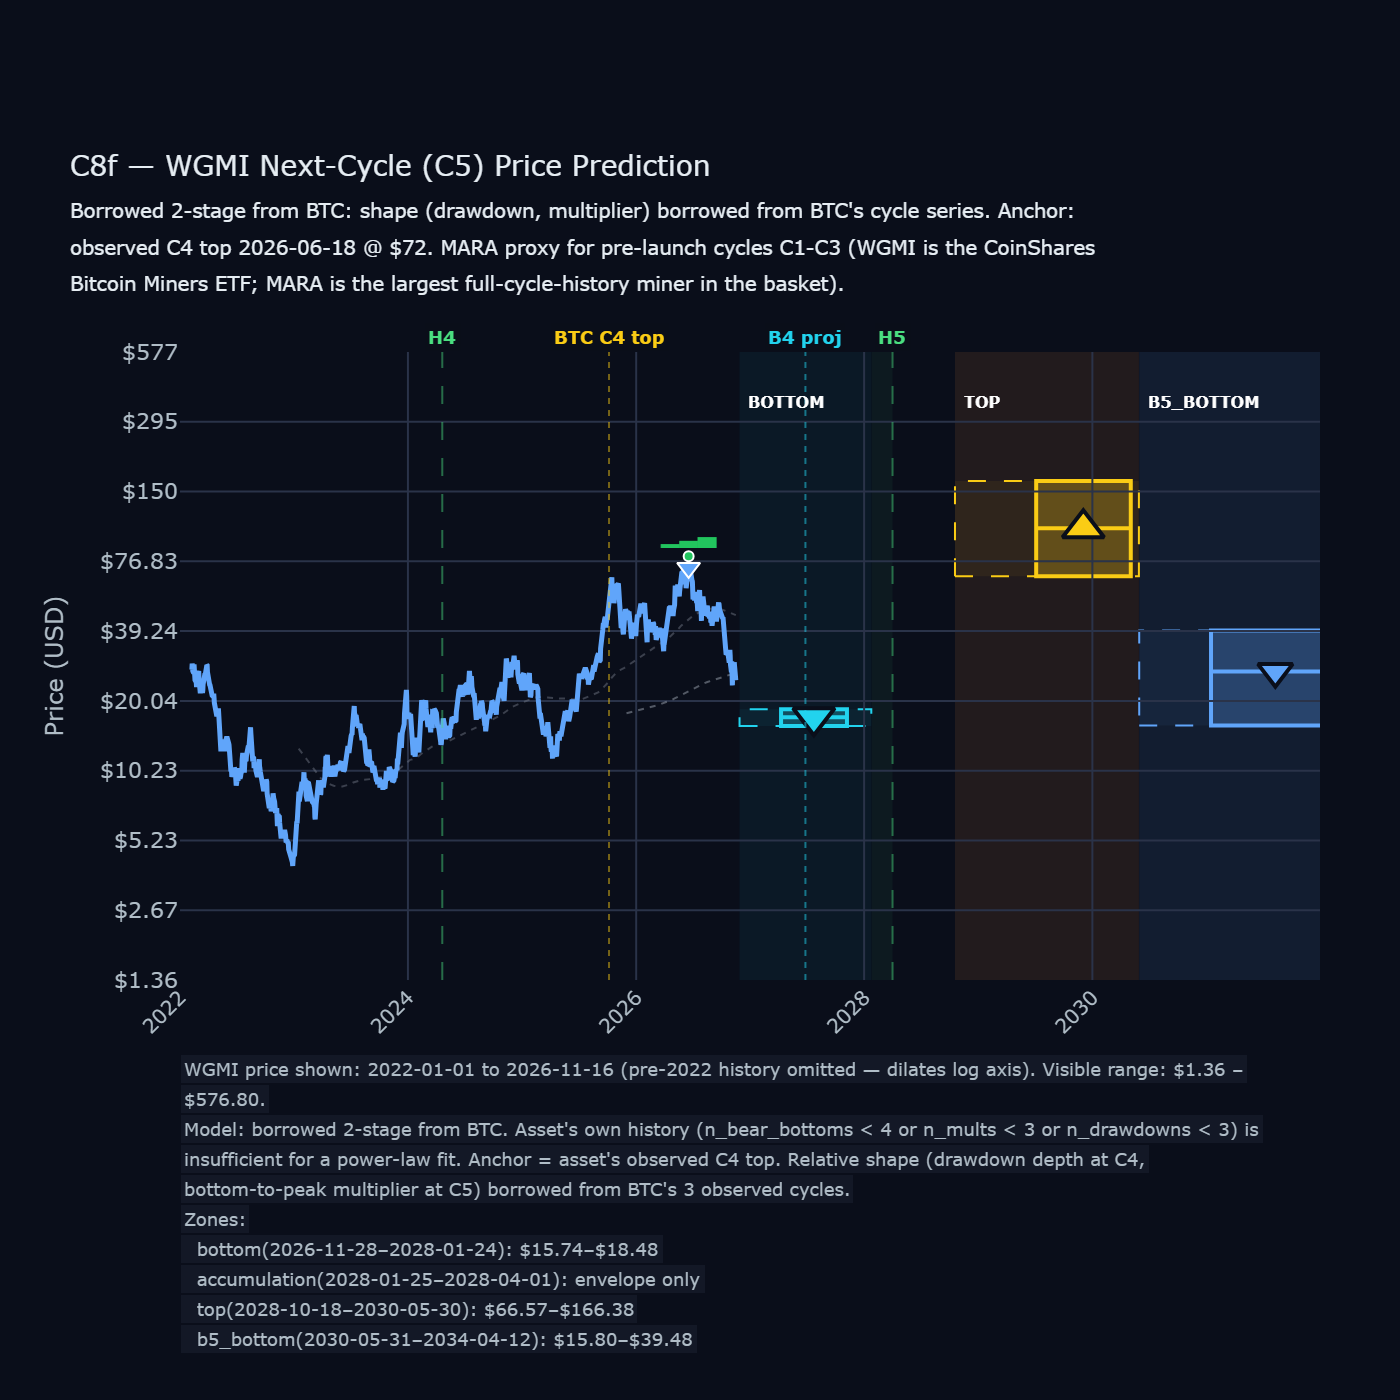 C8f — WGMI Next-Cycle (C5) Price Prediction
Borrowed 2-stage from BTC: shape (drawdown, multiplier) borrowed from BTC's cycle series. Anchor:
observed C4 top 2026-06-18 @ $72. MARA proxy for pre-launch cycles C1-C3 (WGMI is the CoinShares
Bitcoin Miners ETF; MARA is the largest full-cycle-history miner in the basket).
H4
BTC C4 top
B4 proj
H5
BOTTOM
TOP
B5_BOTTOM
Price (USD)
$577
$295
$150
$76.83
$39.24
$20.04
$10.23
$5.23
$2.67
$1.36
2022
2024
2026
2028
2030
WGMI price shown: 2022-01-01 to 2026-11-16 (pre-2022 history omitted — dilates log axis). Visible range: $1.36 –
$576.80.
Model: borrowed 2-stage from BTC. Asset's own history (n_bear_bottoms < 4 or n_mults < 3 or n_drawdowns < 3) is
insufficient for a power-law fit. Anchor = asset's observed C4 top. Relative shape (drawdown depth at C4,
bottom-to-peak multiplier at C5) borrowed from BTC's 3 observed cycles.
Zones:
bottom(2026-11-28–2028-01-24): $15.74–$18.48
accumulation(2028-01-25–2028-04-01): envelope only
top(2028-10-18–2030-05-30): $66.57–$166.38
b5_bottom(2030-05-31–2034-04-12): $15.80–$39.48